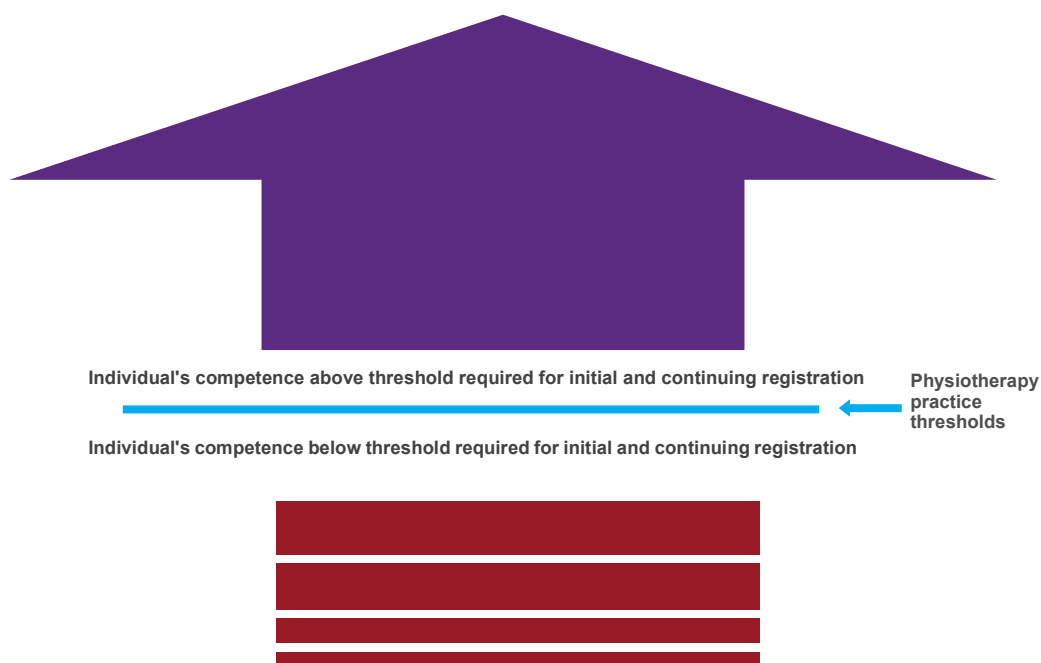 Individual's competence above threshold required for initial and continuing registration
Physiotherapy
practice
thresholds
Individual's competence below threshold required for initial and continuing registration